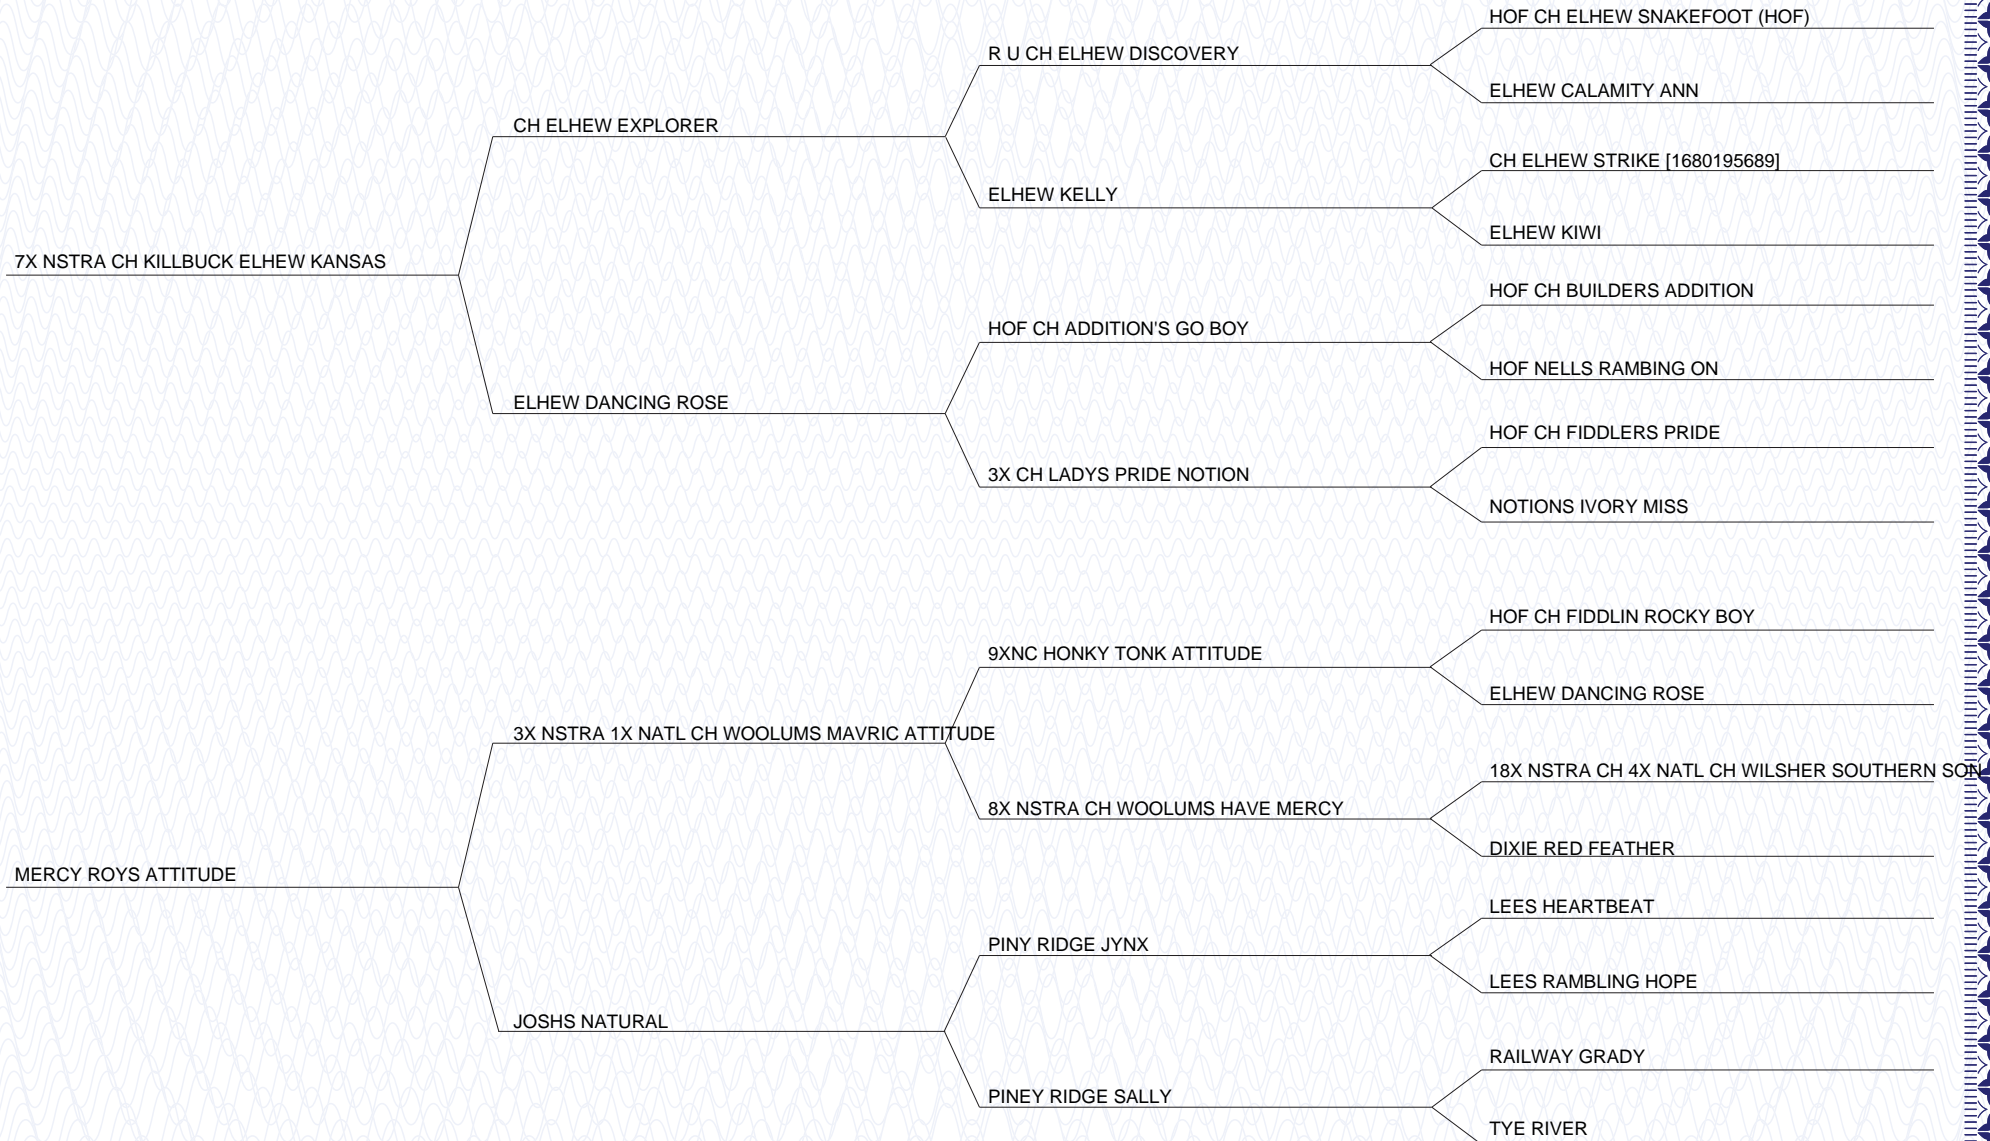 HOF CH ELHEW SNAKEFOOT (HOF)
R U CH ELHEW DISCOVERY
ELHEW CALAMITY ANN
CH ELHEW EXPLORER
CH ELHEW STRIKE [1680195689]
ELHEW KELLY
ELHEW KIWI
7X NSTRA CH KILLBUCK ELHEW KANSAS
HOF CH BUILDERS ADDITION
HOF CH ADDITION'S GO BOY
HOF NELLS RAMBING ON
ELHEW DANCING ROSE
HOF CH FIDDLERS PRIDE
3X CH LADYS PRIDE NOTION
NOTIONS IVORY MISS
HOF CH FIDDLIN ROCKY BOY
9XNC HONKY TONK ATTITUDE
ELHEW DANCING ROSE
3X NSTRA 1X NATL CH WOOLUMS MAVRIC ATTITUDE
18X NSTRA CH 4X NATL CH WILSHER SOUTHERN SON
8X NSTRA CH WOOLUMS HAVE MERCY
DIXIE RED FEATHER
MERCY ROYS ATTITUDE
LEES HEARTBEAT
PINY RIDGE JYNX
LEES RAMBLING HOPE
JOSHS NATURAL
RAILWAY GRADY
PINEY RIDGE SALLY
TYE RIVER